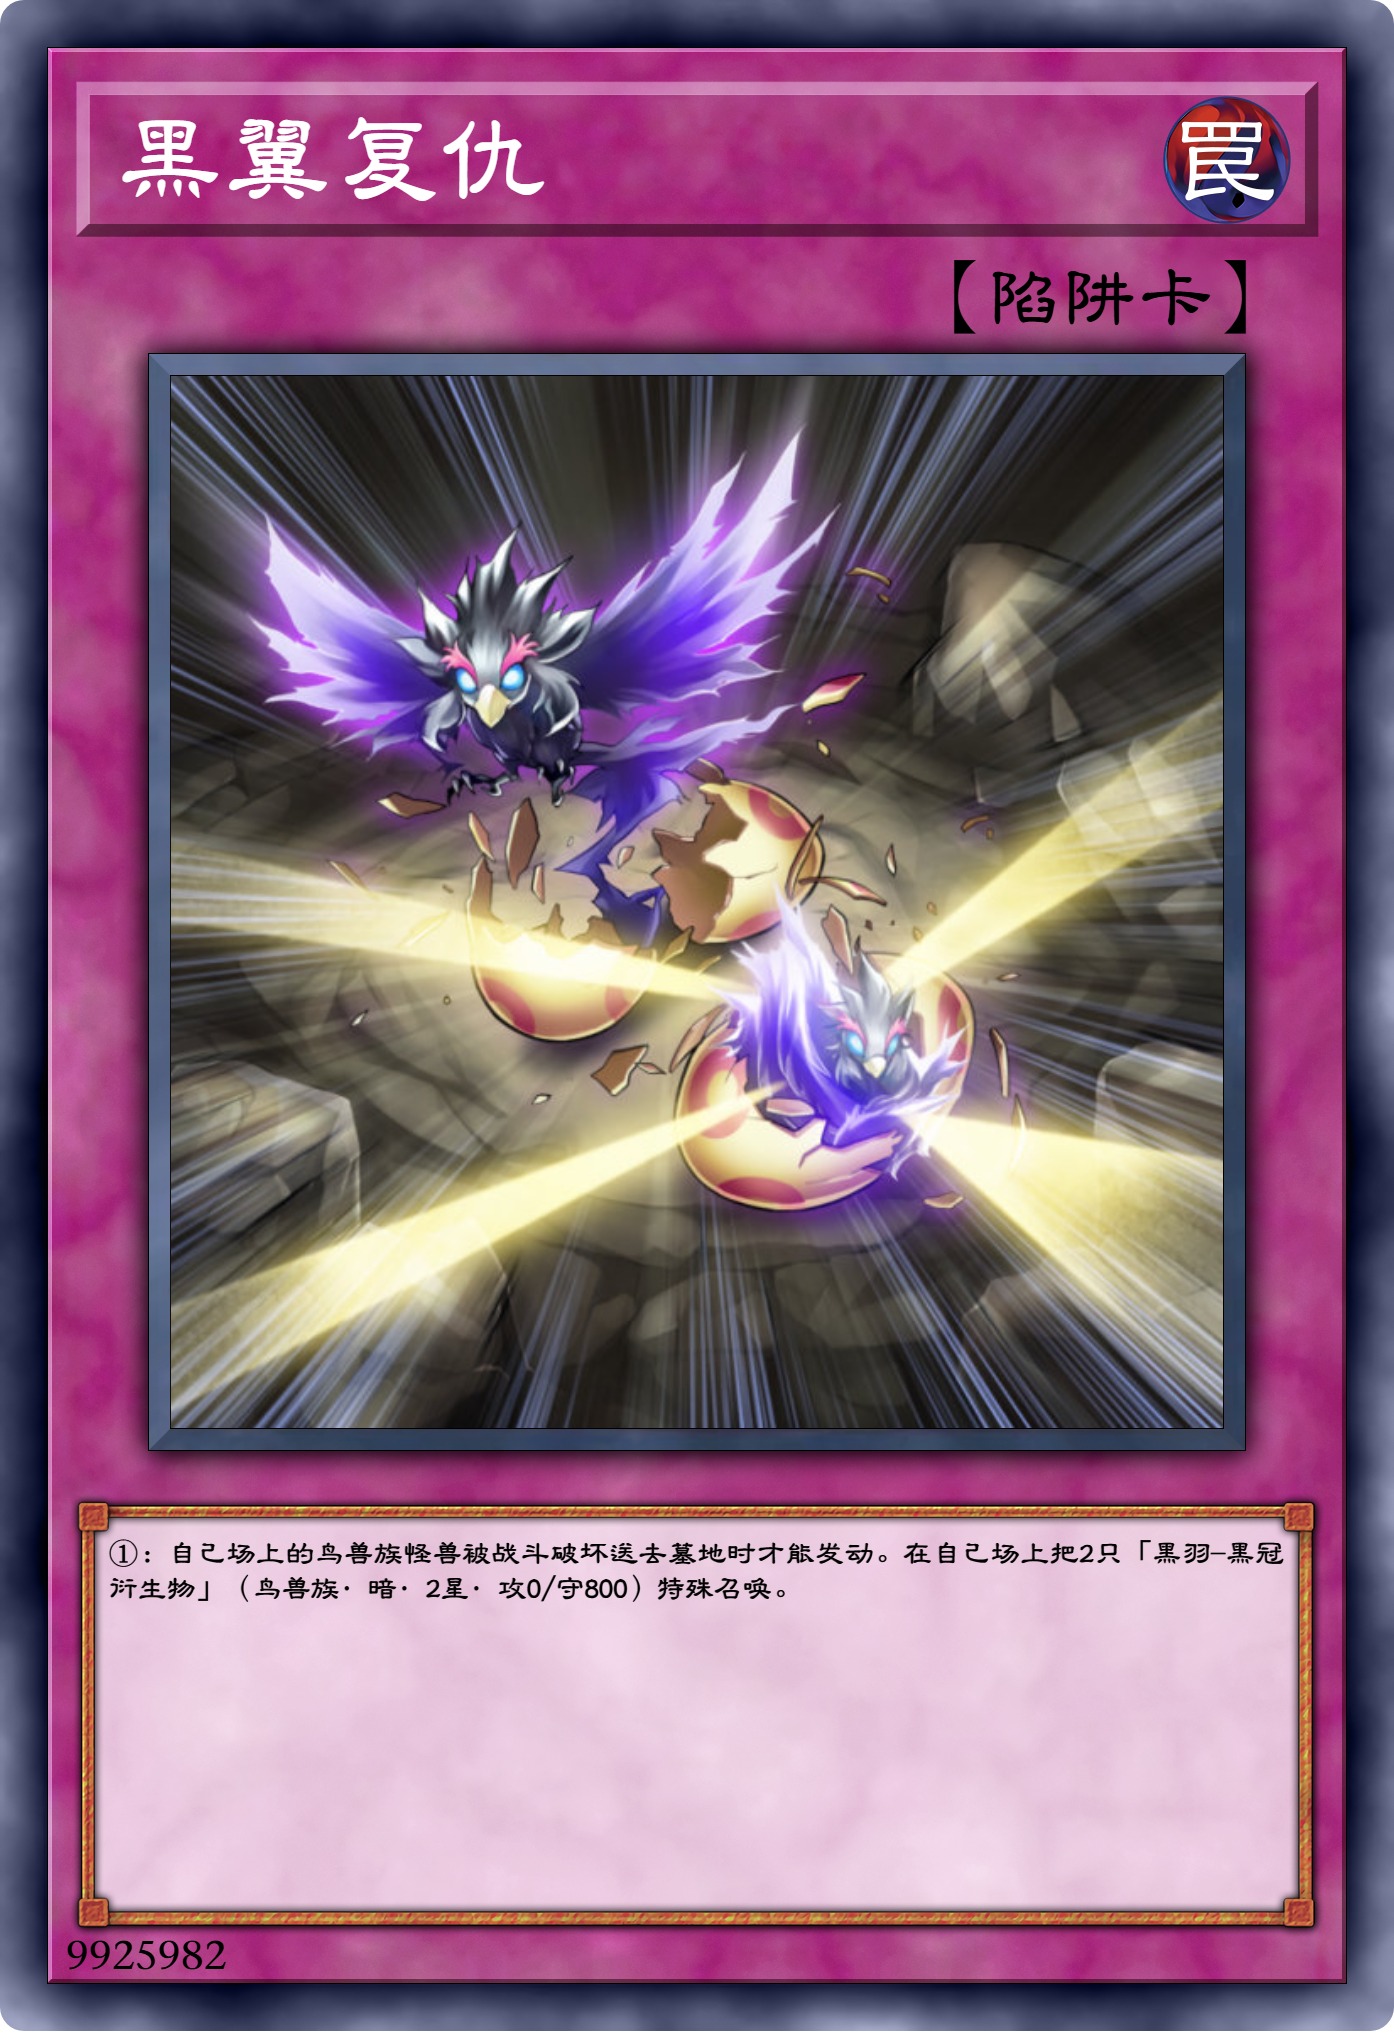 黑翼复仇
罠
【陷阱卡】
①：自己场上的鸟兽族怪兽被战斗破坏送去墓地时才能发动。在自己场上把2只「黑羽-黑冠
衍生物」（鸟兽族·暗·2星·攻0/守800）特殊召唤。
9925982